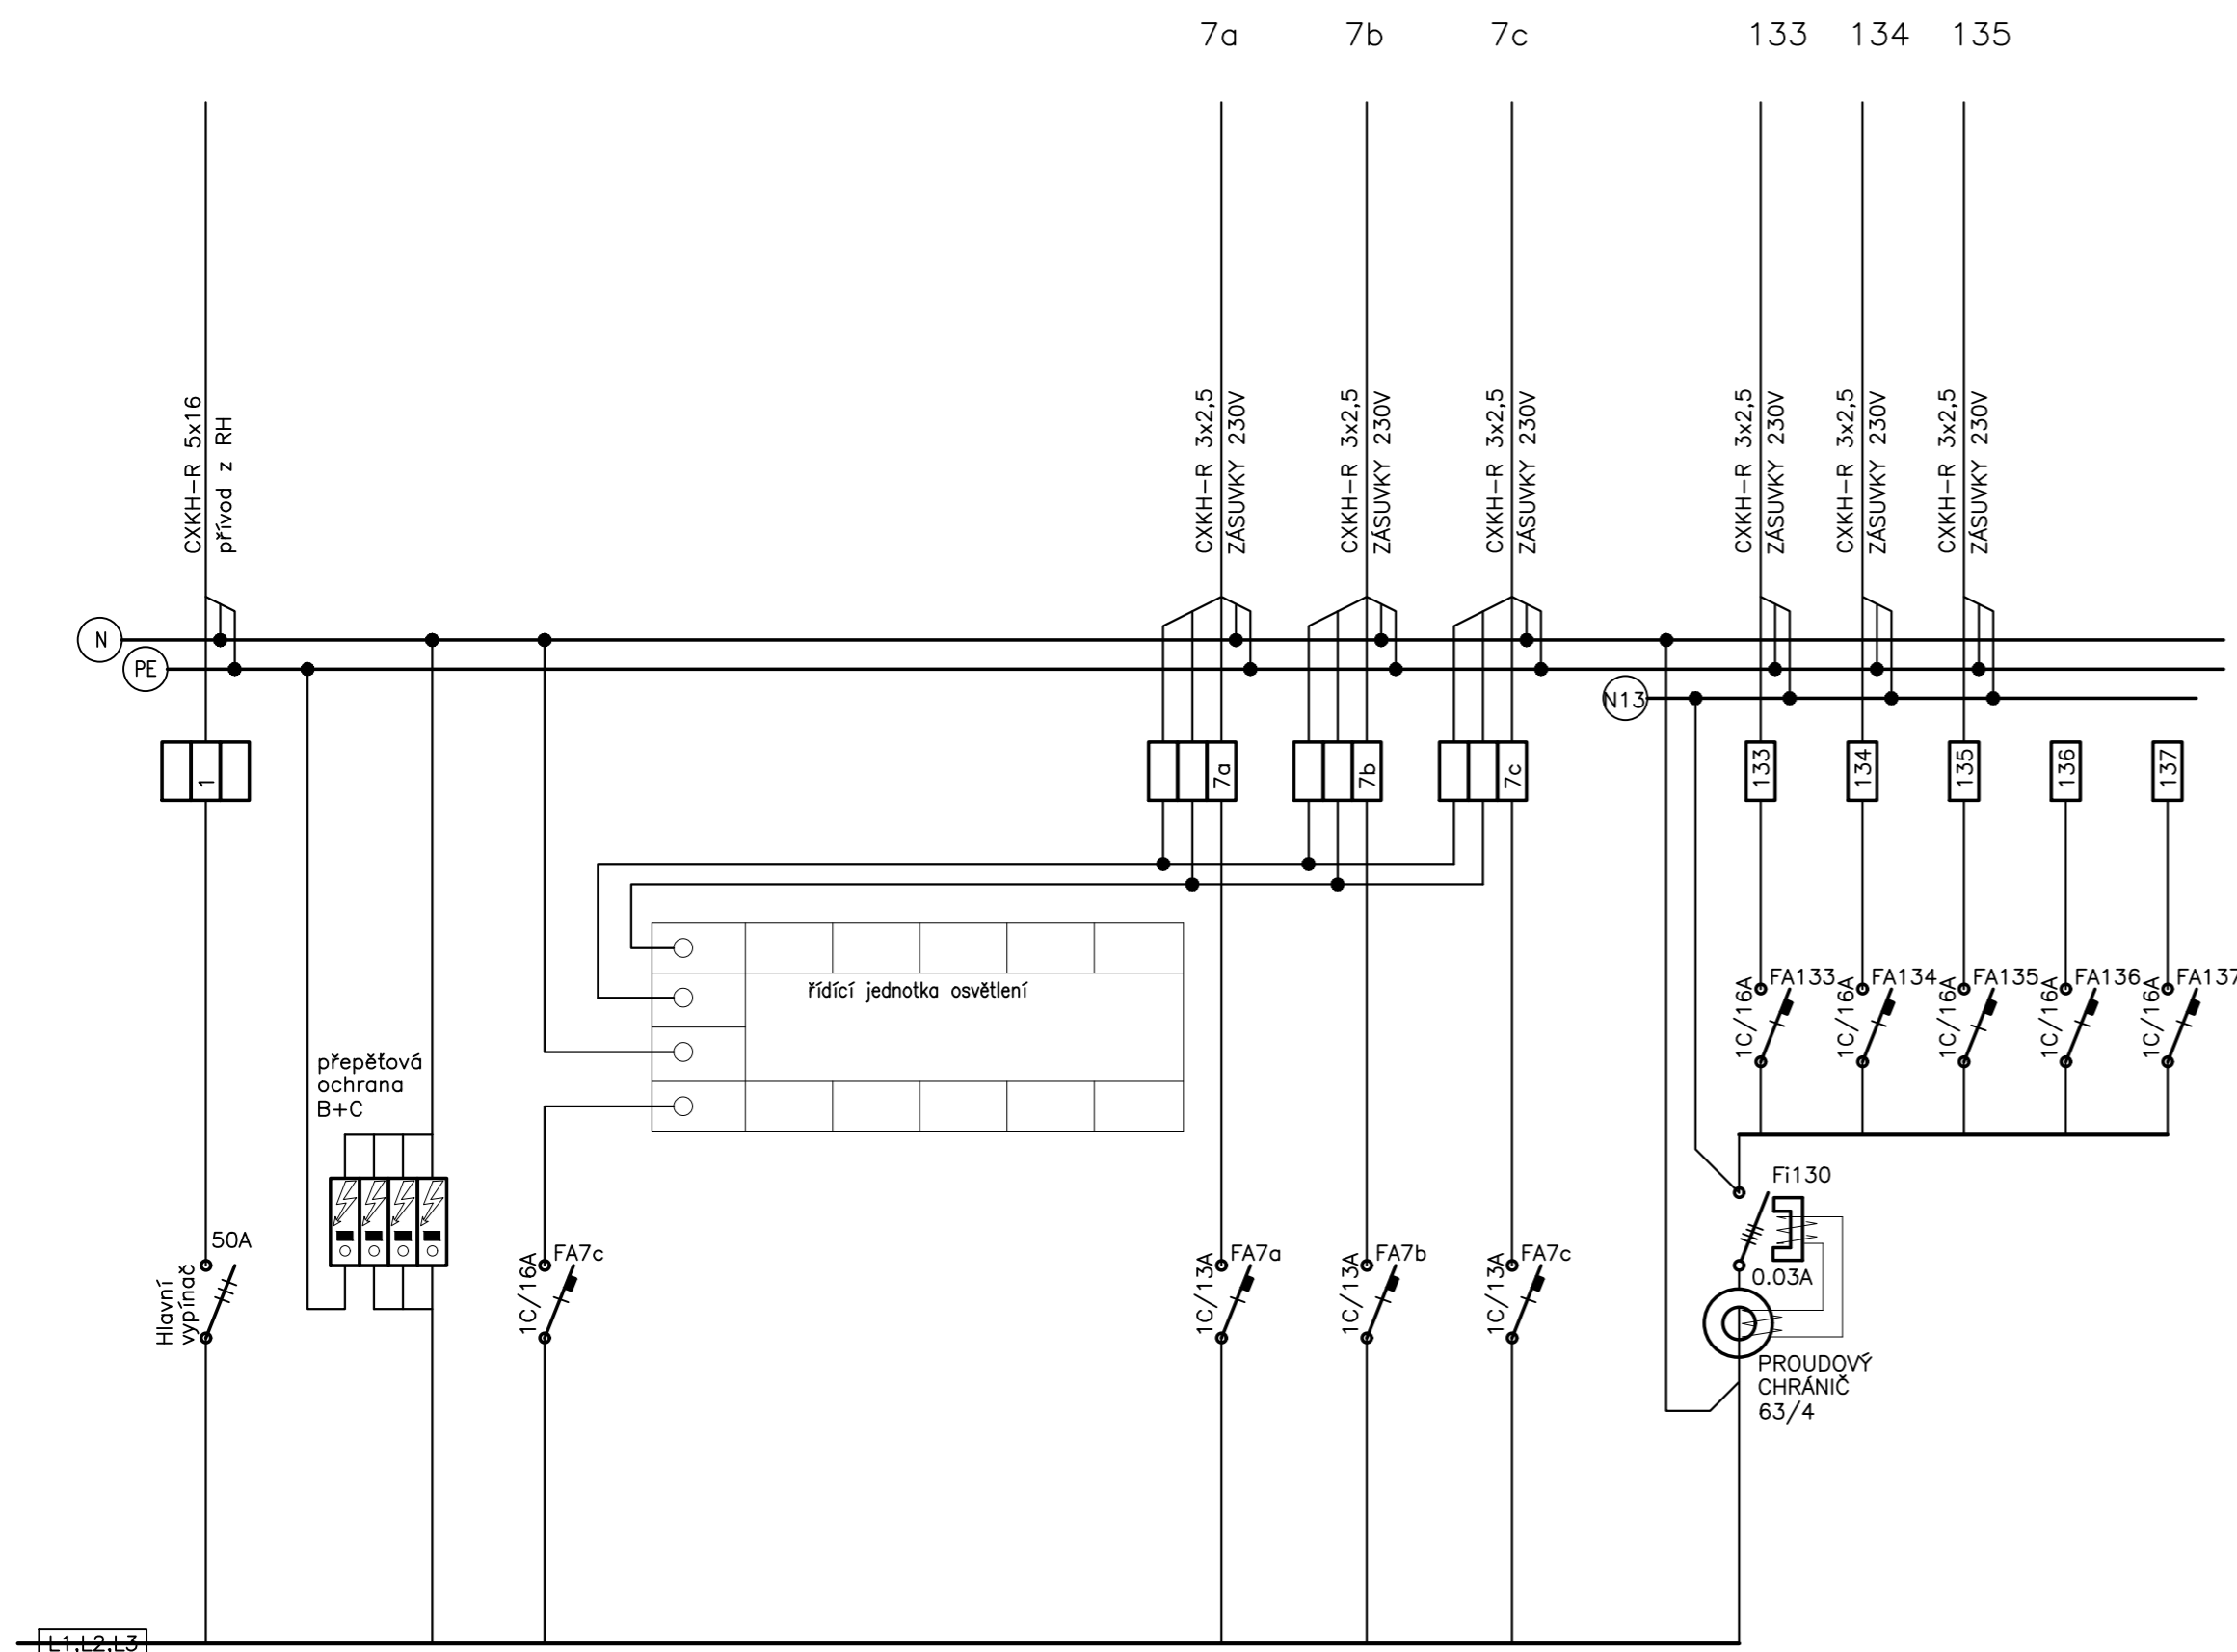 7a
7b
7c
133
134
135
CXKH-R 5x16
přívod z RH
CXKH-R 3x2,5
ZÁSUVKY 230V
CXKH-R 3x2,5
ZÁSUVKY 230V
CXKH-R 3x2,5
ZÁSUVKY 230V
CXKH-R 3x2,5
ZÁSUVKY 230V
CXKH-R 3x2,5
ZÁSUVKY 230V
CXKH-R 3x2,5
ZÁSUVKY 230V
N
PE
N13
1
7a
7b
7c
133
134
135
136
137
řídící jednotka osvětlení
1C/16A
FA133
1C/16A
FA134
1C/16A
FA135
1C/16A
FA136
1C/16A
FA137
přepěťová
ochrana
B+C
Fi130
0.03A
Hlavní
vypínač
50A
1C/16A
FA7c
1C/13A
FA7a
1C/13A
FA7b
1C/13A
FA7c
PROUDOVÝ
CHRÁNIČ
63/4
L1,L2,L3